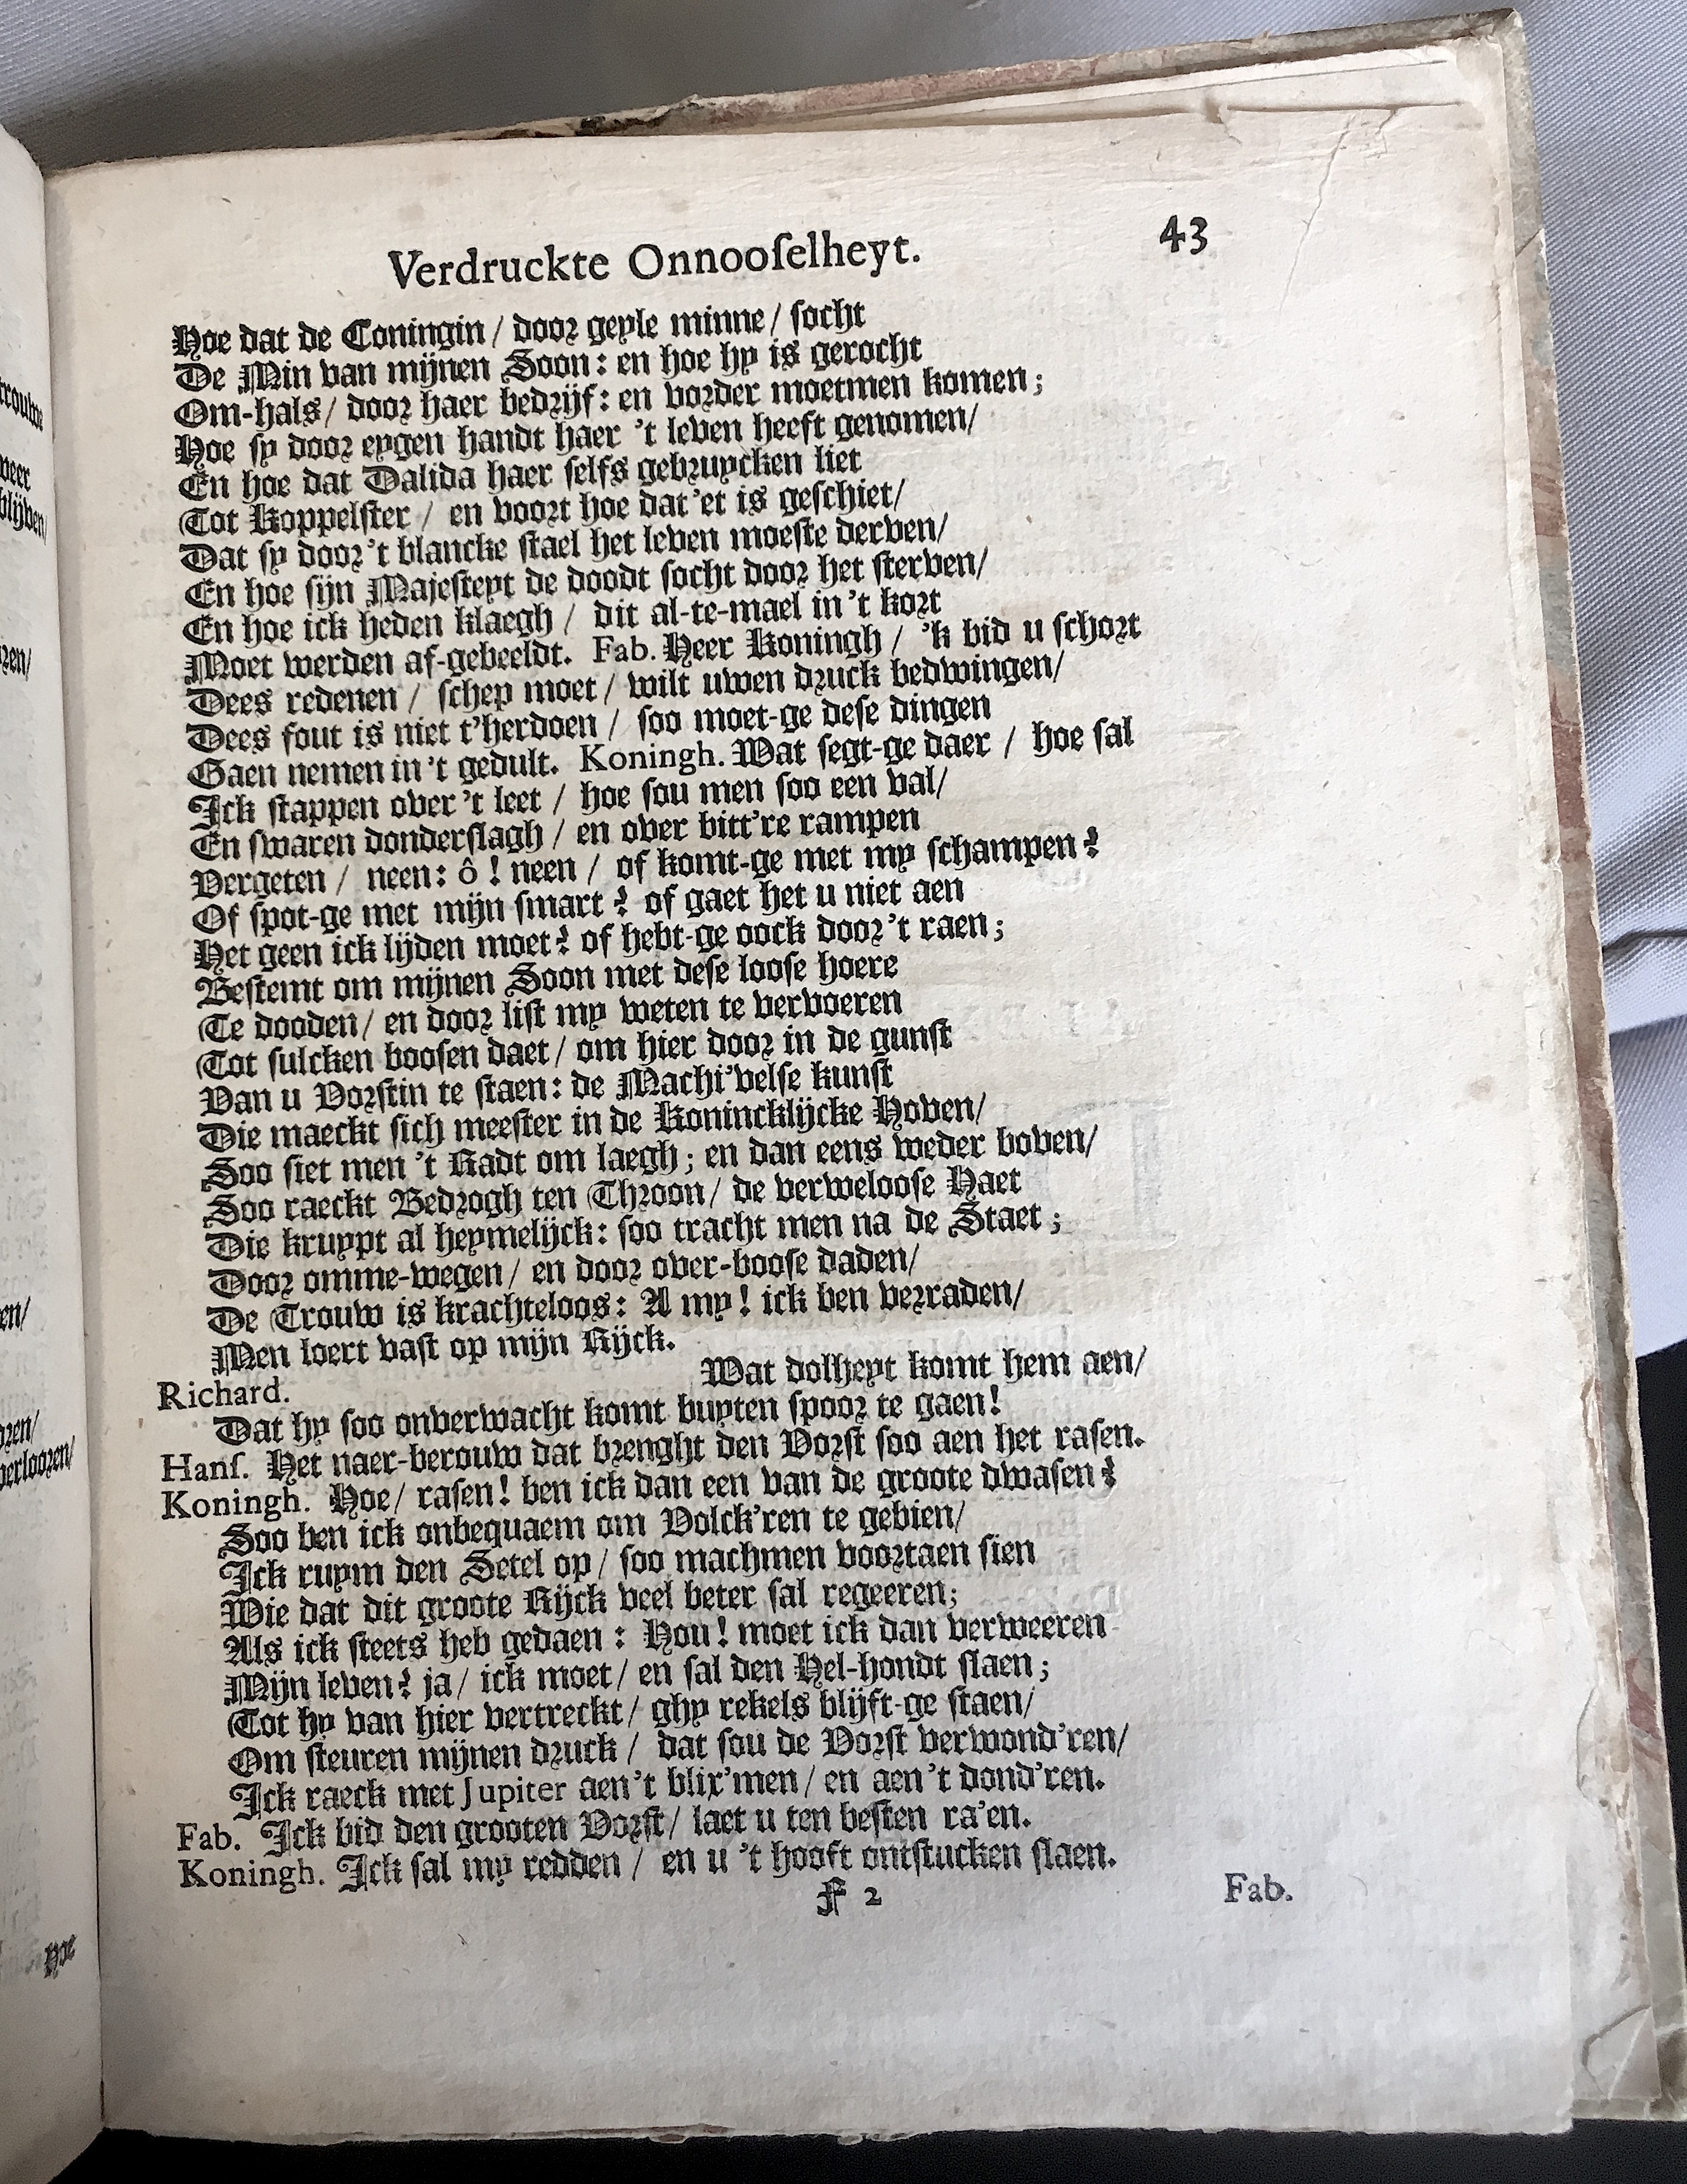 Verdruckte Onnooſelheyt. 43
Hoe dat de Coningin / door geyle minne / ſocht
De Min van mijnen Soon: en hoe hy is gerocht
Om-hals / door haer bedrijf: en vorder moetmen komen;
Hoe ſy door eygen handt haer 't leven heeft genomen /
En hoe dat Dalida haer ſelfs gebruycken liet
Tot Koppelſter / en voort hoe dat'et is geſchiet /
Dat ſy door 't blancke ſtael het leven moeſte derven /
En hoe ſijn Majeſteyt de doodt ſocht door het ſterven /
En hoe ick heden klaegh / dit al-te-mael in 't kort
Moet werden af-gebeeldt. Fab. Heer Koningh / 'k bid u ſchort
Dees redenen / ſchep moet / wilt uwen druck bedwingen /
Dees fout is niet t'herdoen / ſoo moet-ge deſe dingen
Gaen nemen in 't gedult. Koningh. Wat ſegt-ge daer / hoe ſal
Ick ſtappen over 't leet / hoe ſou men ſoo een val /
En ſwaren donderſlagh / en over bitt're rampen
Vergeten / neen: ô! neen / of komt-ge met my ſchampen?
Of ſpot-ge met mijn ſmart? of gaet het u niet aen
Het geen ick lijden moet? of hebt-ge oock door 't raen;
Beſtemt om mijnen Soon met deſe looſe hoere
Te dooden / en door liſt my weten te vervoeren
Tot ſulcken booſen daet / om hier door in de gunſt
Van u Vorſtin te ſtaen: de Machi'velſe kunſt
Die maeckt ſich meeſter in de Konincklijcke Hoven /
Soo ſiet men 't Radt om laegh; en dan eens weder boven /
Soo raeckt Bedrogh ten Throon / de verweloose Haet
Die kruypt al heymelijck: ſoo tracht men na de Staet;
Door omme-wegen / en door over-booſe daden /
De Trouw is krachteloos: A my! ick ben verraden /
Men loert vaſt op mijn Rijck.
Richard. Wat dolheyt komt hem aen /
Dat hy ſoo onverwacht komt buyten ſpoor te gaen!
Hanſ. Het naer-berouw dat brenght den Vorſt ſoo aen het raſen.
Koningh. Hoe / raſen! ben ick dan een van de groote dwaſen?
Soo ben ick onbequaem om Volck'ren te gebien /
Ick ruym den Setel op / ſoo machmen voortaen ſien
Wie dat dit groote Rijck veel beter ſal regeeren;
Als ick ſteets heb gedaen: Hou! moet ick dan verweeren
Mijn leven? ja / ick moet / en ſal den Hel-hondt ſlaen;
Tot hy van hier vertreckt / ghy rekels blijft-ge ſtaen /
Om ſteuren mijnen druck / dat ſou de Vorſt verwond'ren /
Ick raeck met Jupiter aen 't blix'men / en aen 't dond'ren.
Fab. Ick bid den grooten Vorſt / laet u ten beſten ra'en.
Koningh. Ick ſal my redden / en u 't hooft ontſtucken ſlaen.
F 2 Fab.